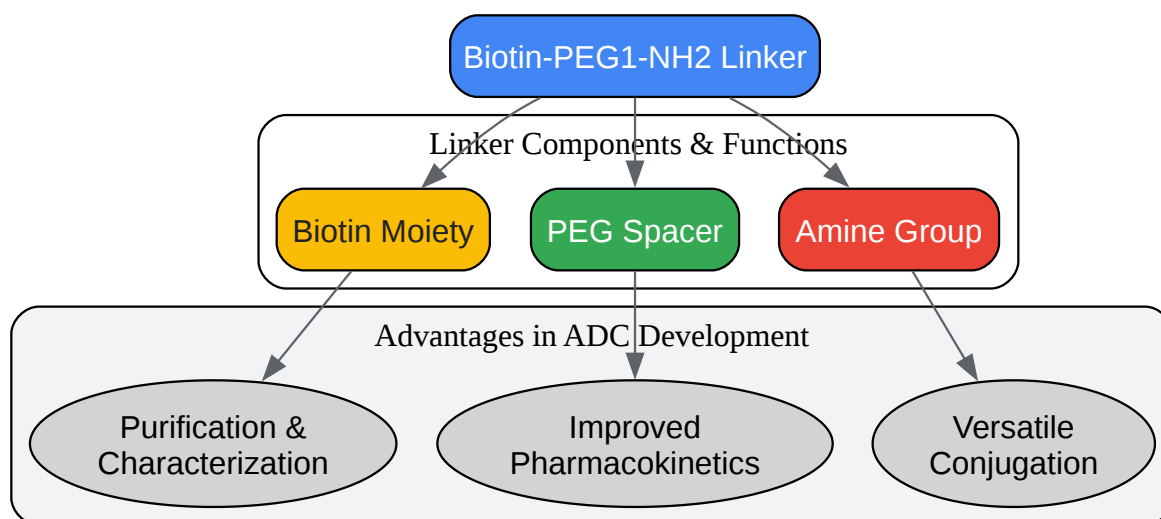 Biotin-PEG1-NH2 Linker
Linker Components & Functions
Biotin Moiety
PEG Spacer
Amine Group
Advantages in ADC Development
Purification &
Characterization
Improved
Pharmacokinetics
Versatile
Conjugation